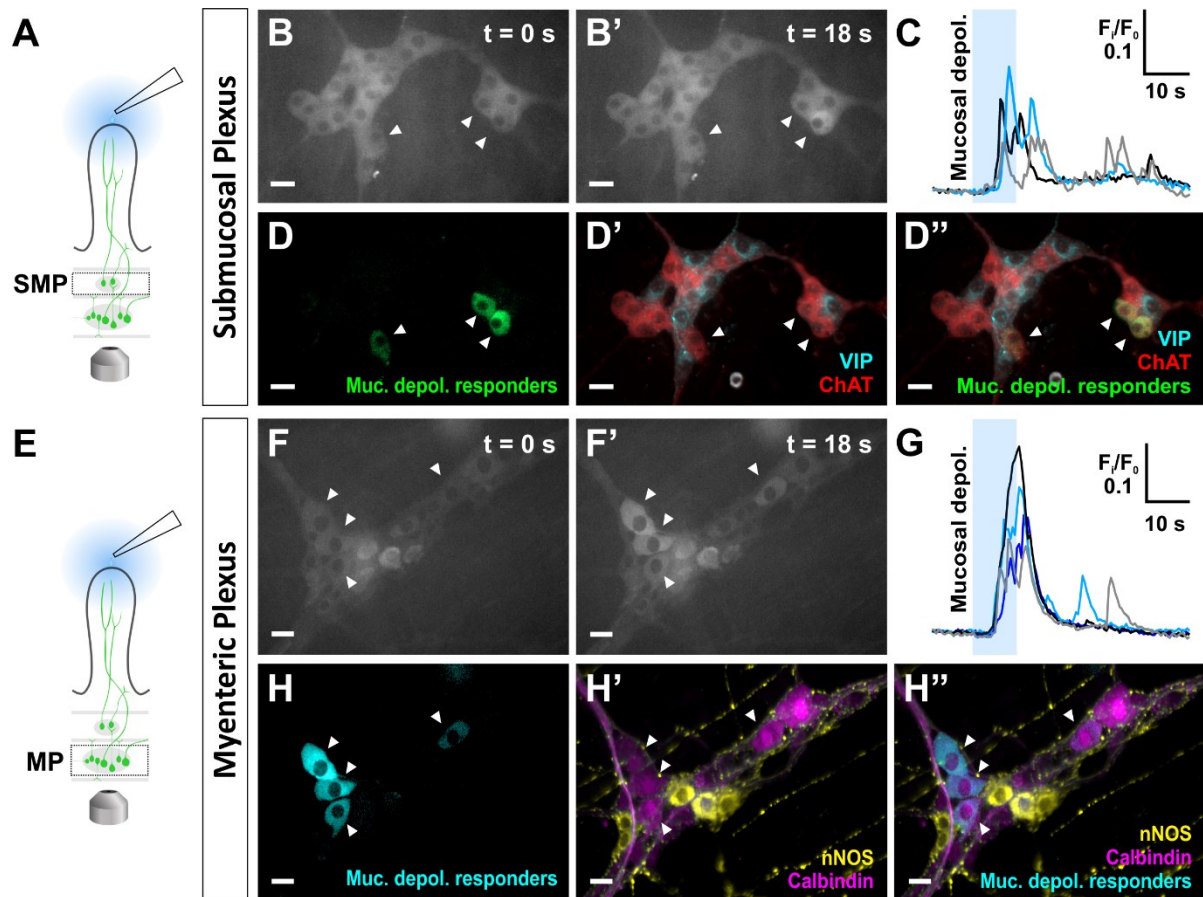 A
SMP
Submucosal Plexus
B
t = 0 s
B’
t = 18 s
C
Mucosal depol.
Fᵢ/F₀
0.1
10 s
D
Muc. depol. responders
D’
VIP
ChAT
D’’
VIP
ChAT
Muc. depol. responders
E
MP
Myenteric Plexus
F
t = 0 s
F’
t = 18 s
G
Mucosal depol.
Fᵢ/F₀
0.1
10 s
H
Muc. depol. responders
H’
nNOS
Calbindin
H’’
nNOS
Calbindin
Muc. depol. responders